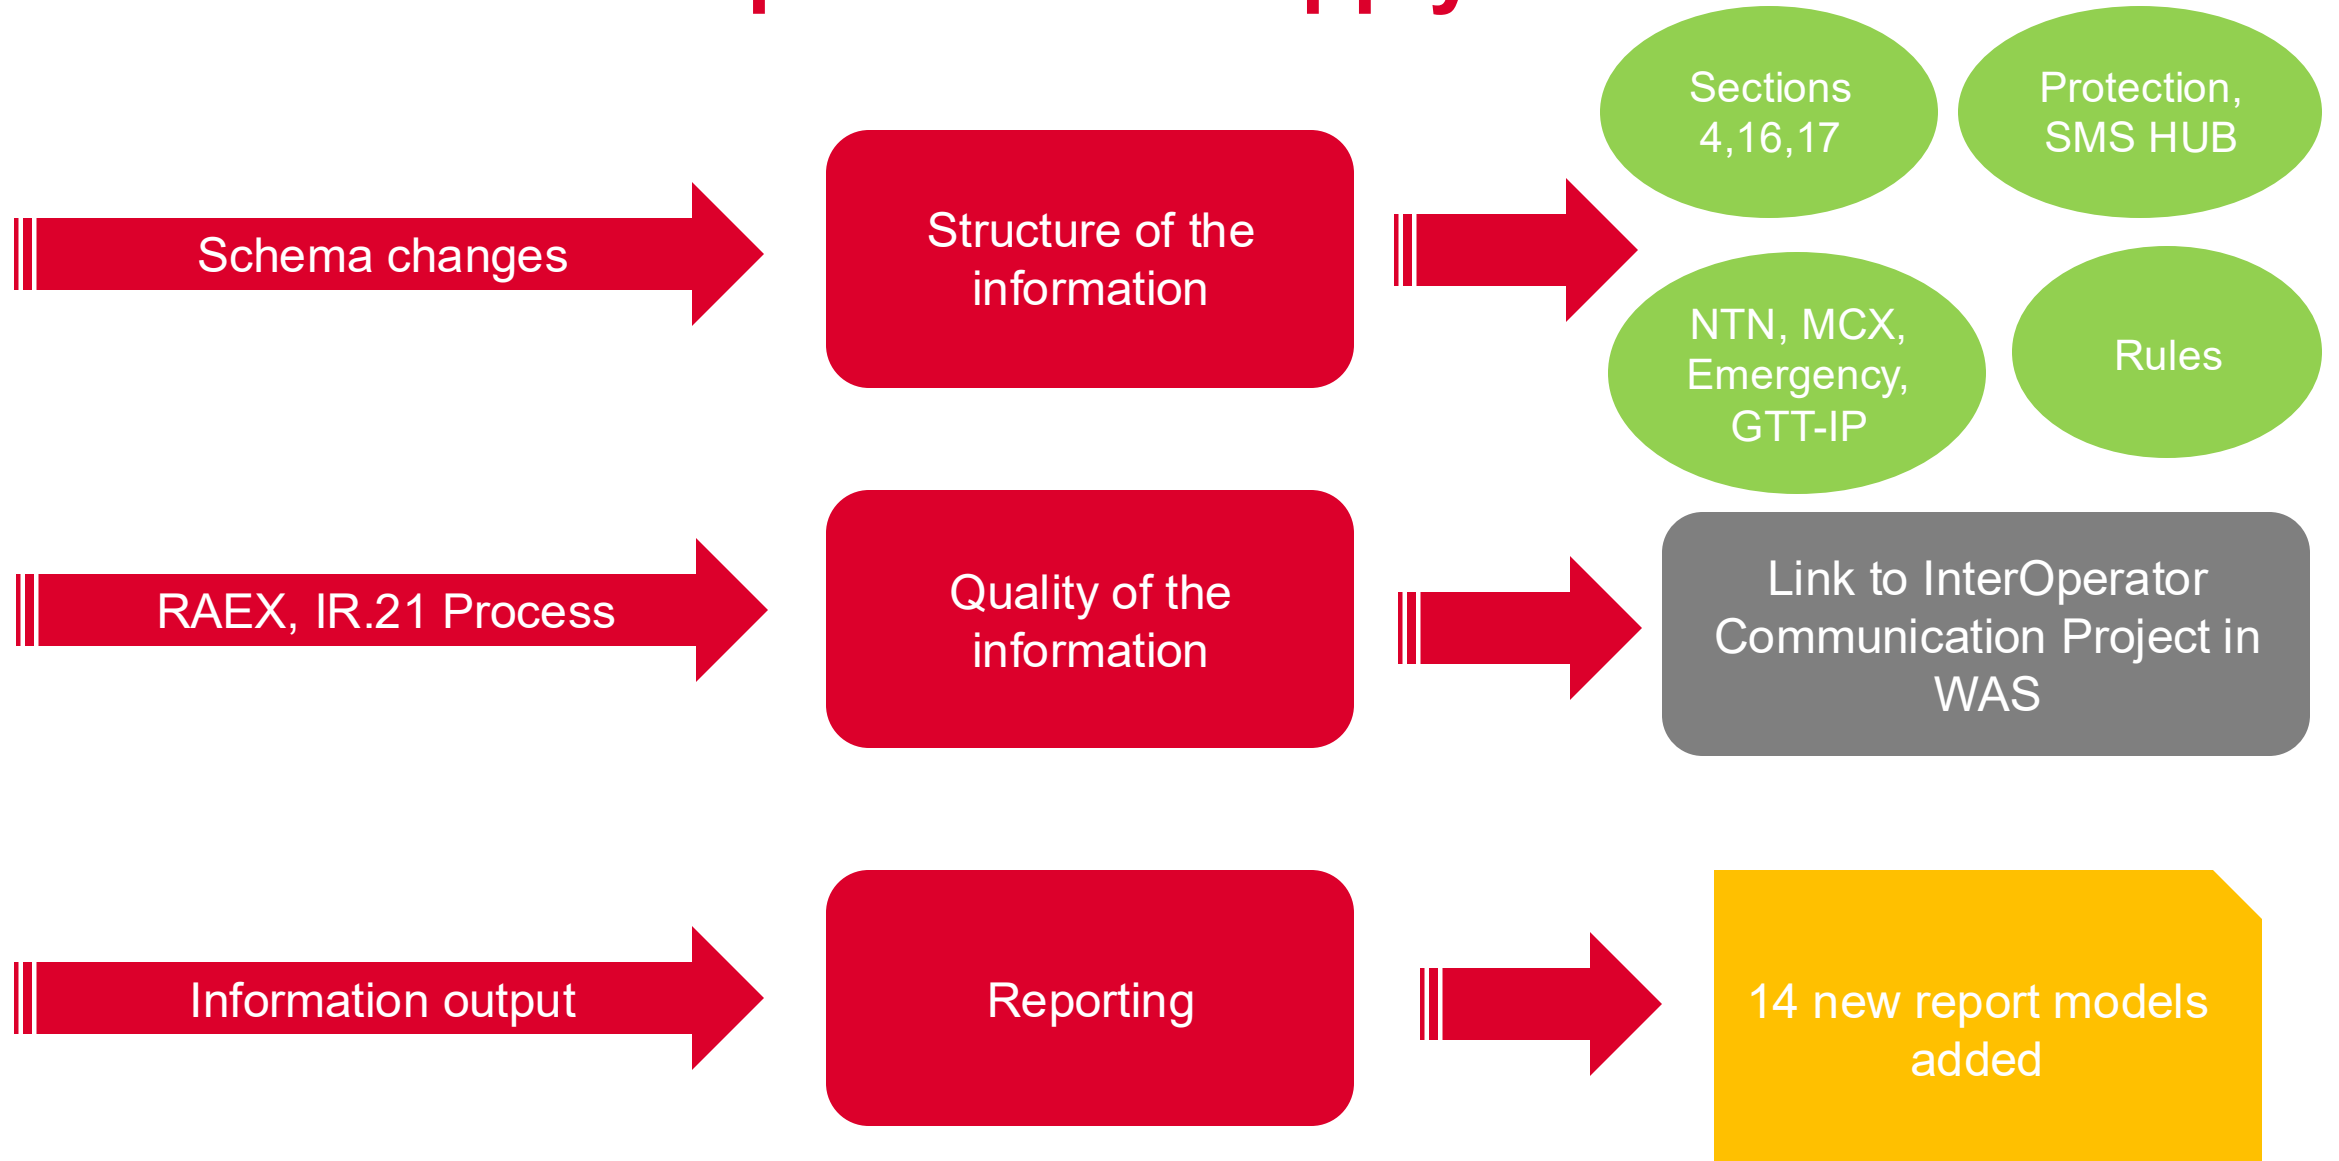 Sections
4,16,17
Protection,
SMS HUB
Schema changes
Structure of the
information
NTN, MCX,
Emergency,
GTT-IP
Rules
RAEX, IR.21 Process
Quality of the
information
Link to InterOperator
Communication Project in
WAS
Information output
Reporting
14 new report models
added